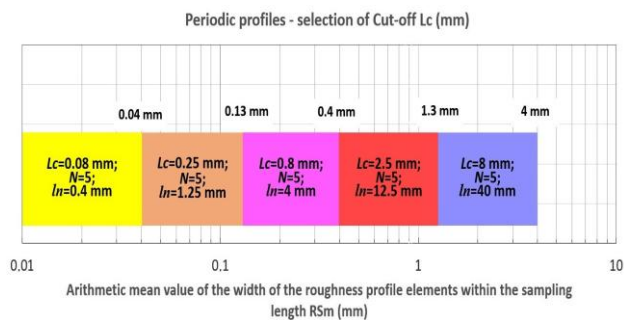 Periodic profiles - selection of Cut-off Lc (mm)
0.04 mm
0.13 mm
0.4 mm
1.3 mm
4 mm
Lc=0.08 mm;
N=5;
ln=0.4 mm
Lc=0.25 mm;
N=5;
ln=1.25 mm
Lc=0.8 mm;
N=5;
ln=4 mm
Lc=2.5 mm;
N=5;
ln=12.5 mm
Lc=8 mm;
N=5;
ln=40 mm
0.01
0.1
1
10
Arithmetic mean value of the width of the roughness profile elements within the sampling
length RSm (mm)